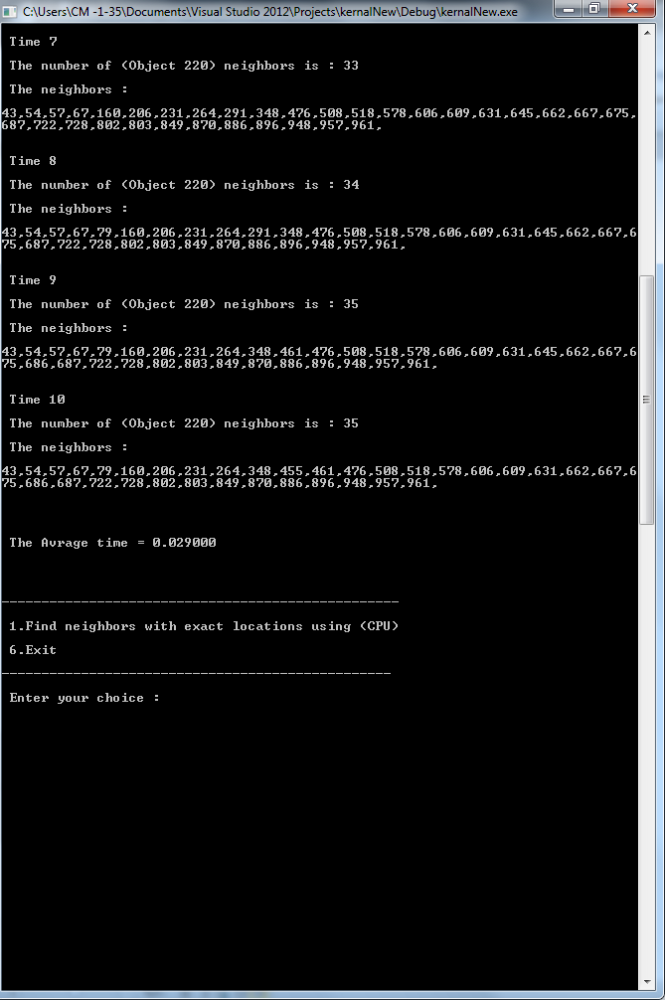 C:\Users\CM -1-35\Documents\Visual Studio 2012\Projects\kernalNew\Debug\kernalNew.exe
Time 7
The number of (Object 220) neighbors is : 33
The neighbors :
43,54,57,67,160,206,231,264,291,348,476,508,518,578,606,609,631,645,662,667,675,
687,722,728,802,803,849,870,886,896,948,957,961,
Time 8
The number of (Object 220) neighbors is : 34
The neighbors :
43,54,57,67,79,160,206,231,264,291,348,476,508,518,578,606,609,631,645,662,667,6
75,687,722,728,802,803,849,870,886,896,948,957,961,
Time 9
The number of (Object 220) neighbors is : 35
The neighbors :
43,54,57,67,79,160,206,231,264,348,461,476,508,518,578,606,609,631,645,662,667,6
75,686,687,722,728,802,803,849,870,886,896,948,957,961,
Time 10
The number of (Object 220) neighbors is : 35
The neighbors :
43,54,57,67,79,160,206,231,264,348,455,461,476,508,518,578,606,609,631,662,667,6
75,686,687,722,728,802,803,849,870,886,896,948,957,961,
The Avrage time = 0.029000
1.Find neighbors with exact locations using (CPU)
6.Exit
Enter your choice :